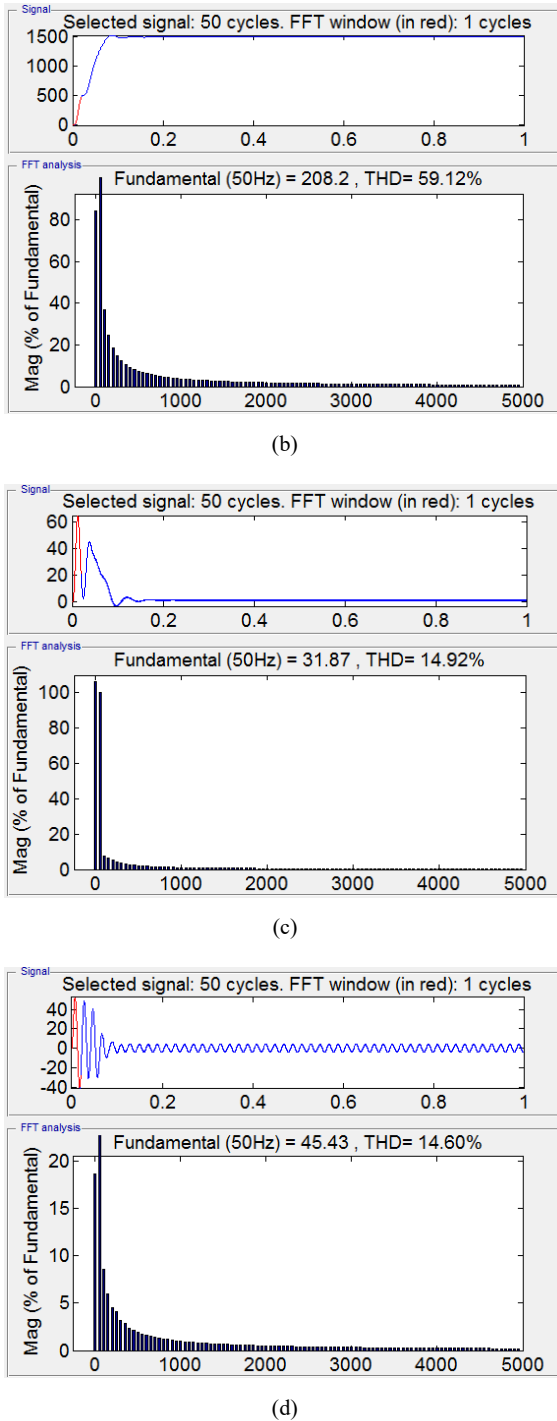 Signal
Selected signal: 50 cycles. FFT window (in red): 1 cycles
1500
1000
500
0
0 0.2 0.4 0.6 0.8 1
FFT analysis
Fundamental (50Hz) = 208.2 , THD= 59.12%
Mag (% of Fundamental)
80
60
40
20
0
0 1000 2000 3000 4000 5000
(b)
Signal
Selected signal: 50 cycles. FFT window (in red): 1 cycles
60
40
20
0
0 0.2 0.4 0.6 0.8 1
FFT analysis
Fundamental (50Hz) = 31.87 , THD= 14.92%
Mag (% of Fundamental)
100
80
60
40
20
0
0 1000 2000 3000 4000 5000
(c)
Signal
Selected signal: 50 cycles. FFT window (in red): 1 cycles
40
20
0
-20
-40
0 0.2 0.4 0.6 0.8 1
FFT analysis
Fundamental (50Hz) = 45.43 , THD= 14.60%
Mag (% of Fundamental)
20
15
10
5
0
0 1000 2000 3000 4000 5000
(d)